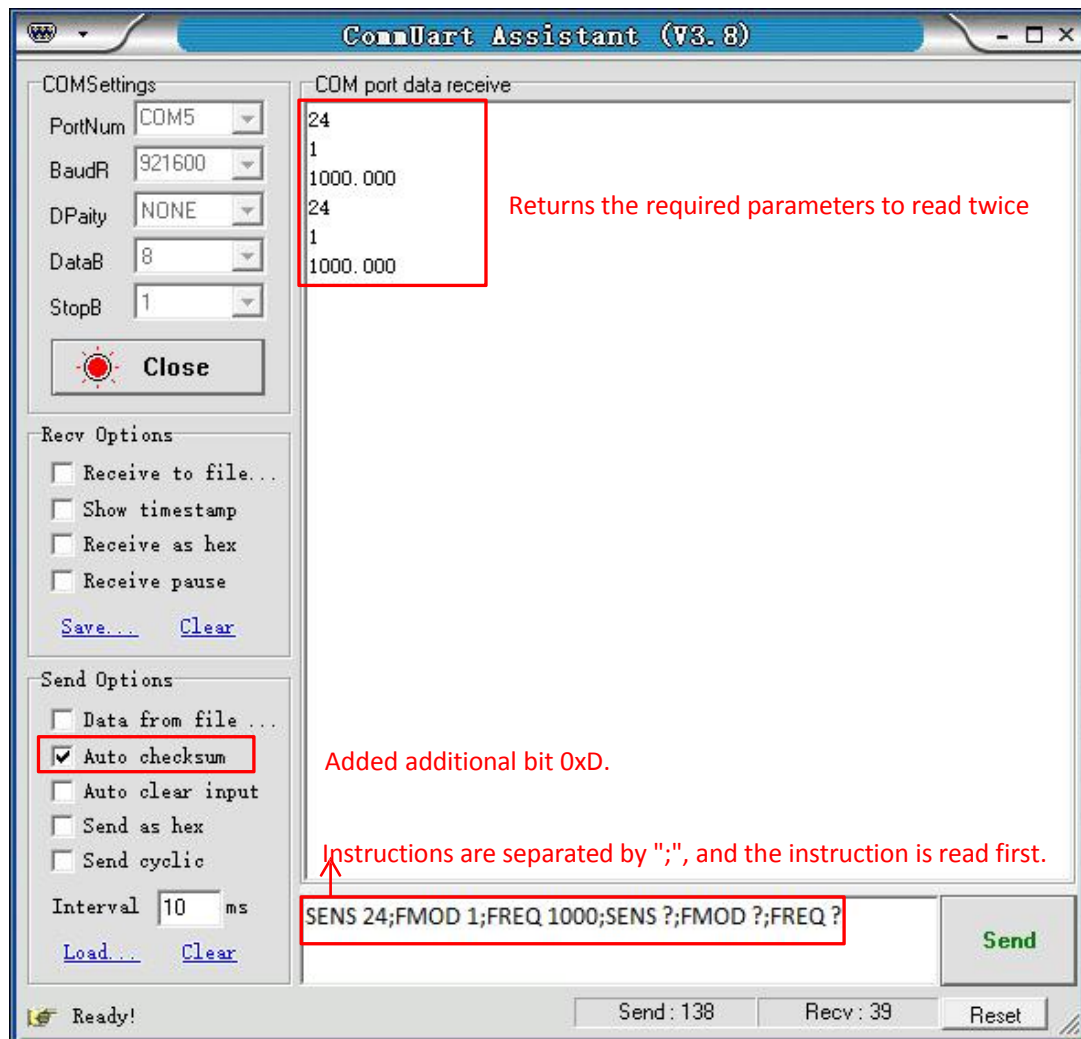 CommUart Assistant (V3.8)
COMSettings
PortNum COM5
BaudR 921600
DPaity NONE
DataB 8
StopB 1
Close
Recv Options
Receive to file...
Show timestamp
Receive as hex
Receive pause
Save... Clear
Send Options
Data from file ...
Auto checksum
Auto clear input
Send as hex
Send cyclic
Interval 10 ms
Load... Clear
COM port data receive
24
1
1000.000
24
1
1000.000
Returns the required parameters to read twice
Added additional bit 0xD.
Instructions are separated by ";", and the instruction is read first.
SENS 24;FMOD 1;FREQ 1000;SENS ?;FMOD ?;FREQ ?
Send
Ready!
Send : 138
Recv : 39
Reset